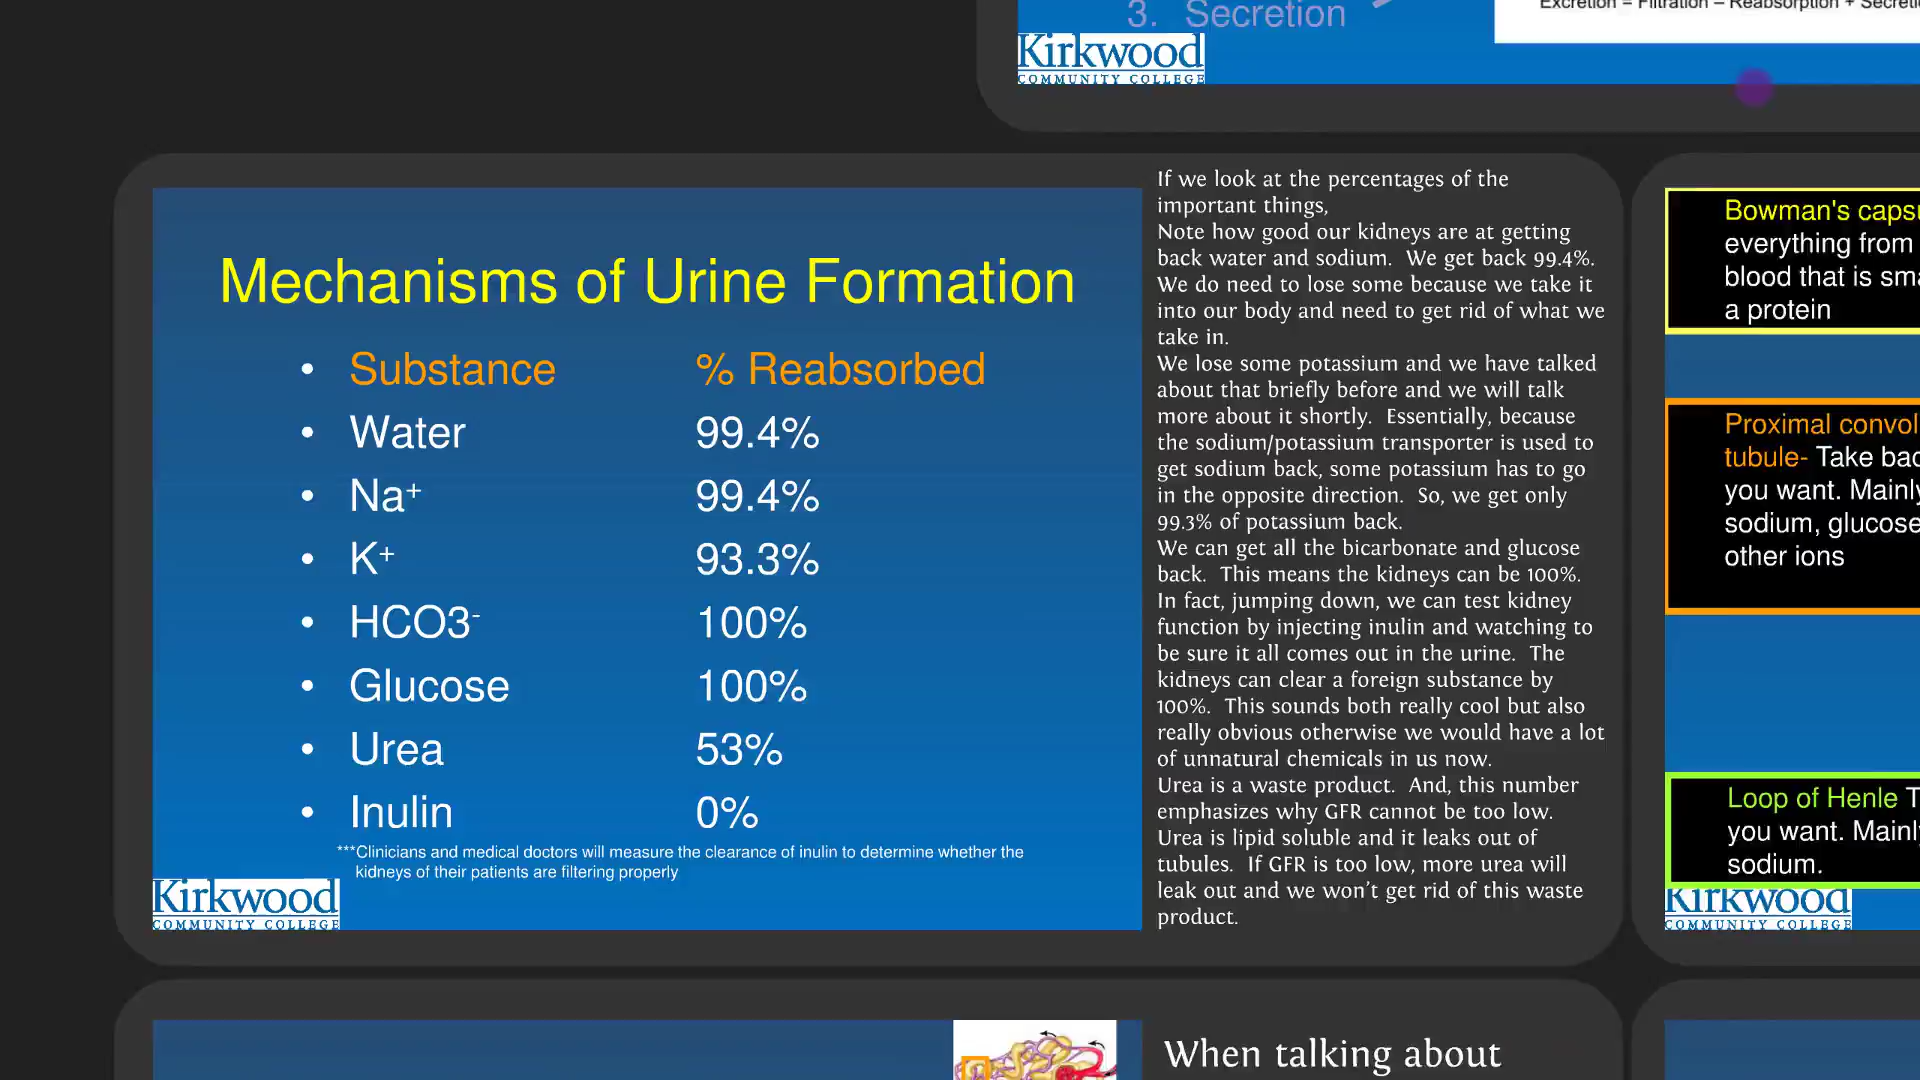 3. Secretion
Excretion = Filtration – Reabsorption + Secreti
Kirkwood
COMMUNITY COLLEGE
Mechanisms of Urine Formation
• Substance % Reabsorbed
• Water 99.4%
• Na+ 99.4%
• K+ 93.3%
• HCO3- 100%
• Glucose 100%
• Urea 53%
• Inulin 0%
***Clinicians and medical doctors will measure the clearance of inulin to determine whether the
kidneys of their patients are filtering properly
Kirkwood
COMMUNITY COLLEGE
If we look at the percentages of the
important things,
Note how good our kidneys are at getting
back water and sodium. We get back 99.4%.
We do need to lose some because we take it
into our body and need to get rid of what we
take in.
We lose some potassium and we have talked
about that briefly before and we will talk
more about it shortly. Essentially, because
the sodium/potassium transporter is used to
get sodium back, some potassium has to go
in the opposite direction. So, we get only
99.3% of potassium back.
We can get all the bicarbonate and glucose
back. This means the kidneys can be 100%.
In fact, jumping down, we can test kidney
function by injecting inulin and watching to
be sure it all comes out in the urine. The
kidneys can clear a foreign substance by
100%. This sounds both really cool but also
really obvious otherwise we would have a lot
of unnatural chemicals in us now.
Urea is a waste product. And, this number
emphasizes why GFR cannot be too low.
Urea is lipid soluble and it leaks out of
tubules. If GFR is too low, more urea will
leak out and we won't get rid of this waste
product.
Bowman's caps
everything from
blood that is sma
a protein
Proximal convol
tubule- Take bac
you want. Mainly
sodium, glucose
other ions
Loop of Henle T
you want. Mainl
sodium.
Kirkwood
COMMUNITY COLLEGE
When talking about